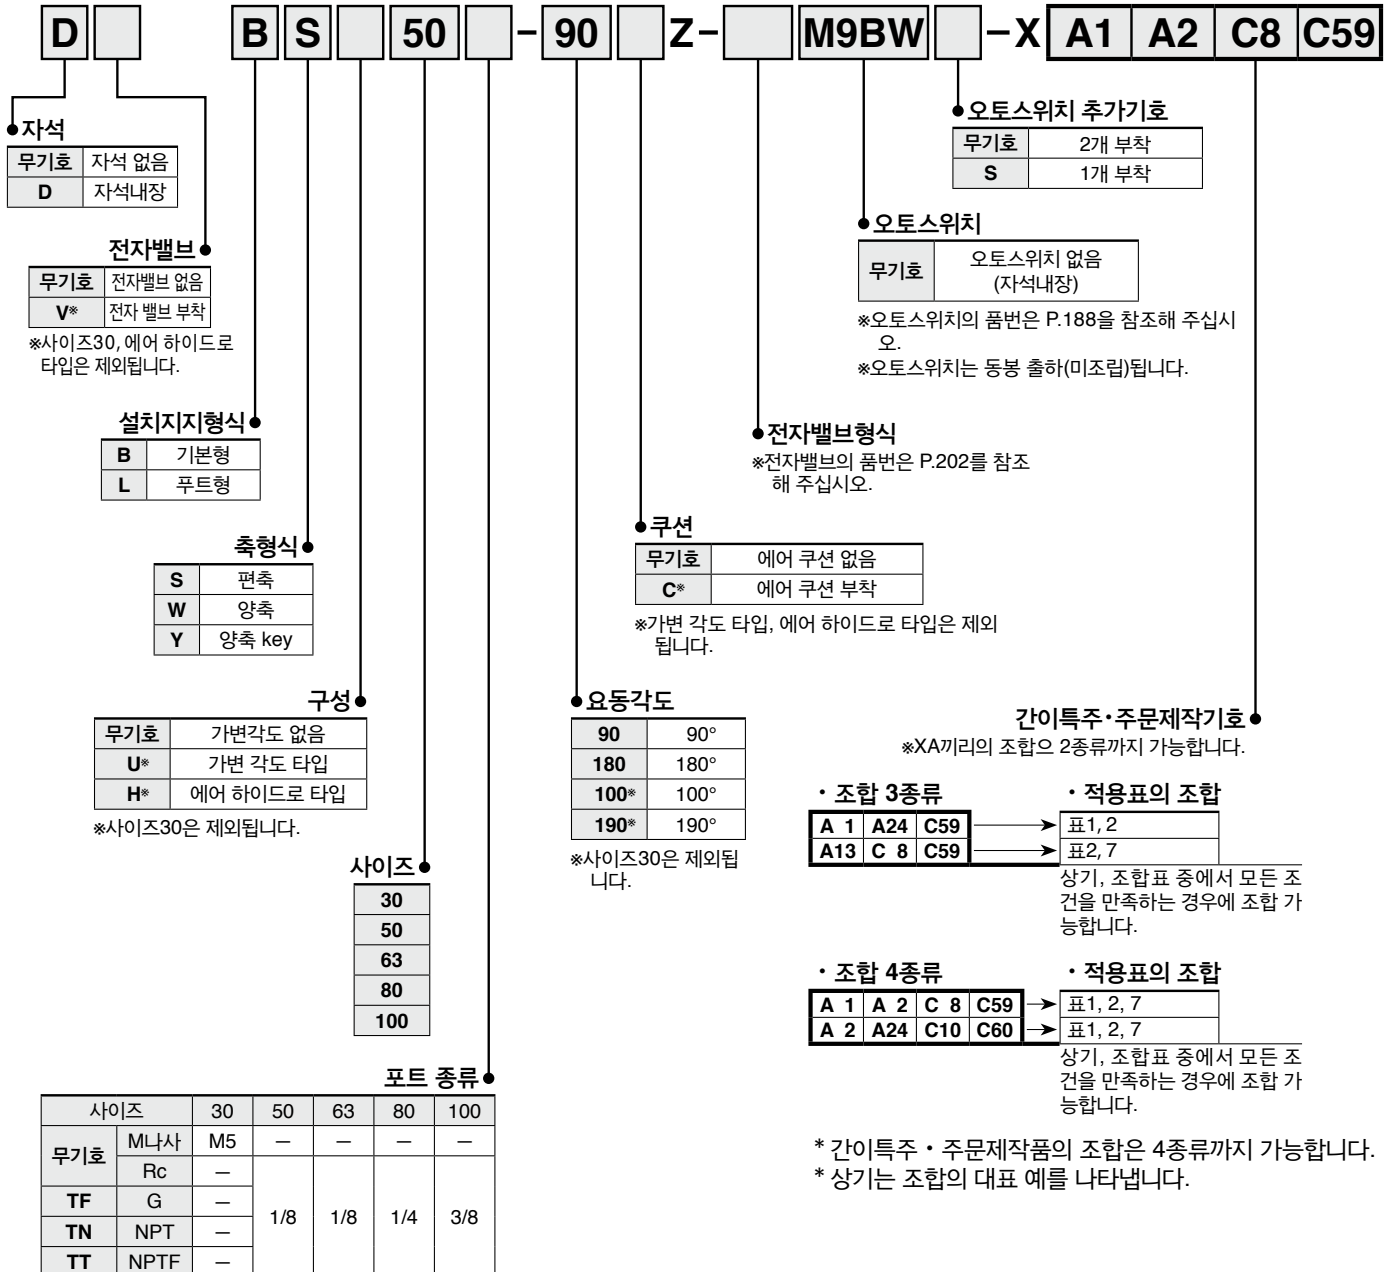 D B S 50 - 90 Z- M9BW -X A1 A2 C8 C59
자석
무기호 자석 없음
D 자석내장
전자밸브
무기호 전자밸브 없음
V※ 전자 밸브 부착
※사이즈30, 에어 하이드로
타입은 제외됩니다.
설치지지형식
B 기본형
L 푸트형
축형식
S 편축
W 양축
Y 양축 key
구성
무기호 가변각도 없음
U※ 가변 각도 타입
H※ 에어 하이드로 타입
※사이즈30은 제외됩니다.
사이즈
30
50
63
80
100
포트 종류
사이즈 30 50 63 80 100
무기호 M나사 M5 — — — —
Rc — 1/8 1/8 1/4 3/8
TF G —
TN NPT —
TT NPTF —
오토스위치 추가기호
무기호 2개 부착
S 1개 부착
오토스위치
무기호 오토스위치 없음
(자석내장)
※오토스위치의 품번은 P.188을 참조해 주십시
오.
※오토스위치는 동봉 출하(미조립)됩니다.
전자밸브형식
※전자밸브의 품번은 P.202를 참조
해 주십시오.
쿠션
무기호 에어 쿠션 없음
C※ 에어 쿠션 부착
※가변 각도 타입, 에어 하이드로 타입은 제외
됩니다.
요동각도
90 90°
180 180°
100※ 100°
190※ 190°
※사이즈30은 제외됩
니다.
간이특주·주문제작기호
※XA끼리의 조합으 2종류까지 가능합니다.
・조합 3종류 ・적용표의 조합
A 1 A24 C59 표1, 2
A13 C 8 C59 표2, 7
상기, 조합표 중에서 모든 조
건을 만족하는 경우에 조합 가
능합니다.
・조합 4종류 ・적용표의 조합
A 1 A 2 C 8 C59 표1, 2, 7
A 2 A24 C10 C60 표1, 2, 7
상기, 조합표 중에서 모든 조
건을 만족하는 경우에 조합 가
능합니다.
* 간이특주・주문제작품의 조합은 4종류까지 가능합니다.
* 상기는 조합의 대표 예를 나타냅니다.